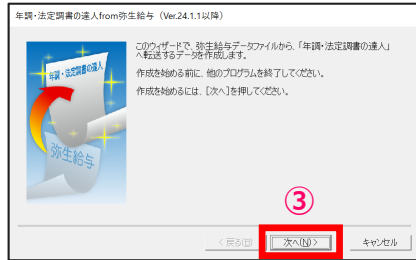 年調・法定調書の達人from弥生給与（Ver.24.1.1以降）
このウィザードで、弥生給与データファイルから、「年調・法定調書の達人」
へ転送するデータを作成します。
作成を始める前に、他のプログラムを終了してください。
作成を始めるには、[次へ]を押してください。
年調・法定調書の達人
弥生給与
③
< 戻る(B)
次へ(N) >
キャンセル